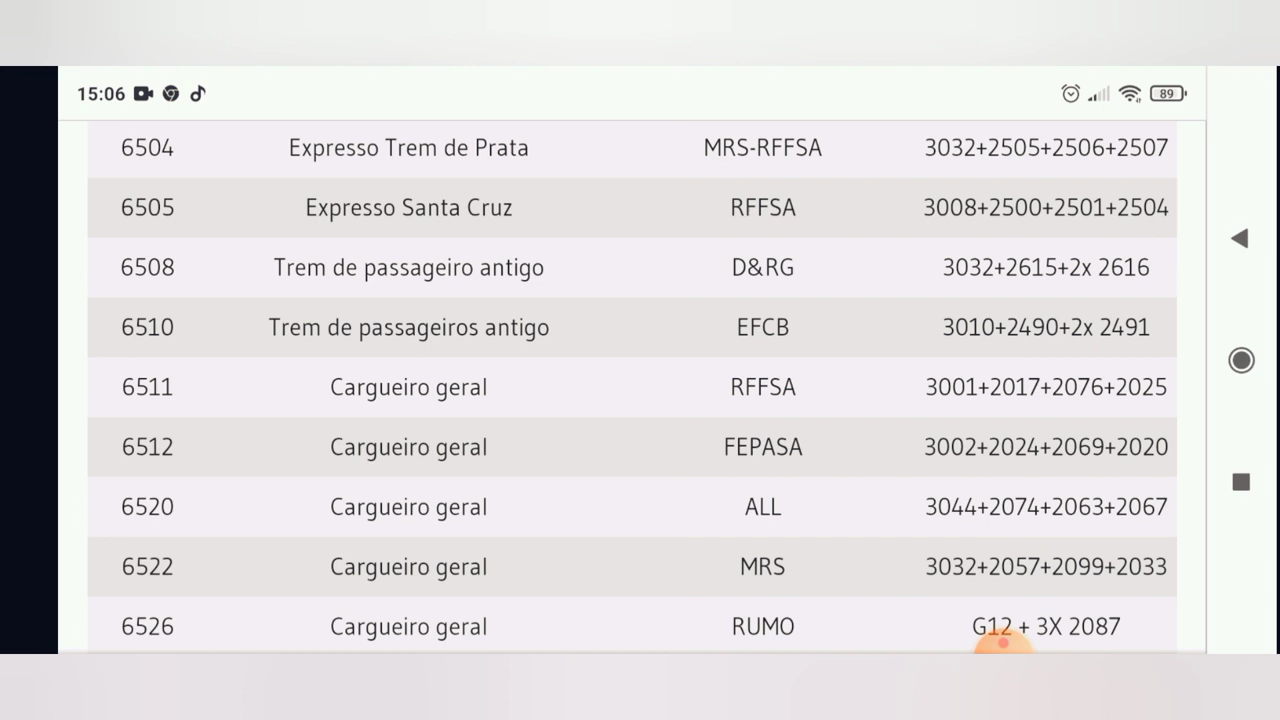 15:06 89
6504 Expresso Trem de Prata MRS-RFFSA 3032+2505+2506+2507
6505 Expresso Santa Cruz RFFSA 3008+2500+2501+2504
6508 Trem de passageiro antigo D&RG 3032+2615+2x 2616
6510 Trem de passageiros antigo EFCB 3010+2490+2x 2491
6511 Cargueiro geral RFFSA 3001+2017+2076+2025
6512 Cargueiro geral FEPASA 3002+2024+2069+2020
6520 Cargueiro geral ALL 3044+2074+2063+2067
6522 Cargueiro geral MRS 3032+2057+2099+2033
6526 Cargueiro geral RUMO G12 + 3X 2087